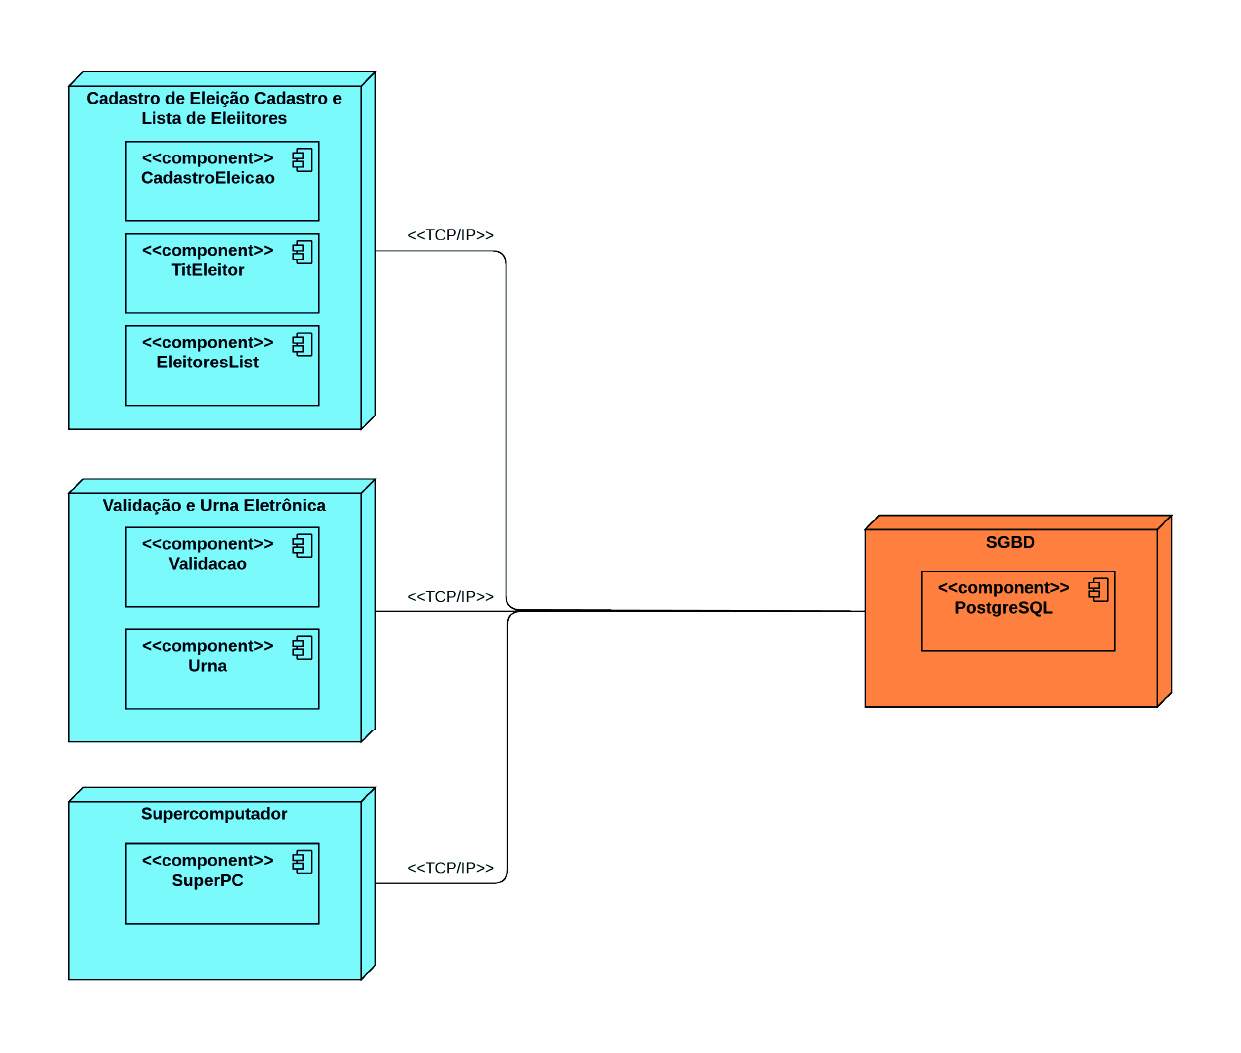 Cadastro de Eleição Cadastro e
Lista de Eleiitores
<<component>>
CadastroEleicao
<<component>>
TitEleitor
<<component>>
EleitoresList
<<TCP/IP>>
Validação e Urna Eletrônica
<<component>>
Validacao
<<component>>
Urna
<<TCP/IP>>
SGBD
<<component>>
PostgreSQL
Supercomputador
<<component>>
SuperPC
<<TCP/IP>>